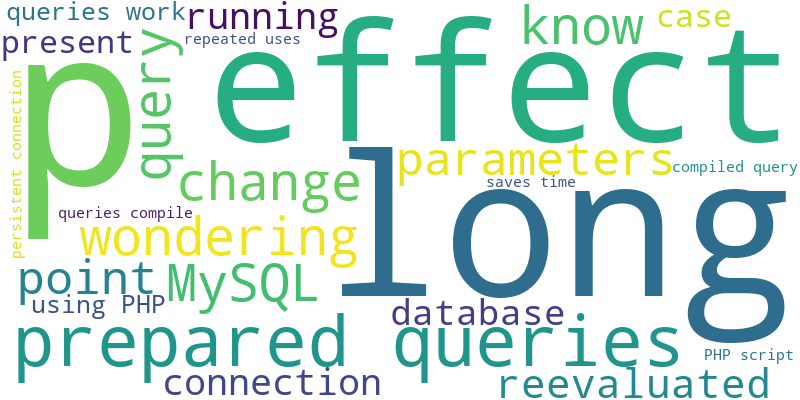 queries work
running
know
case
present
repeated uses
query
p
effect
persistent connection
parameters
compiled query
change
saves time
long
queries compile
wondering
point
MySQL
using PHP
database
prepared queries
PHP script
connection
reevaluated